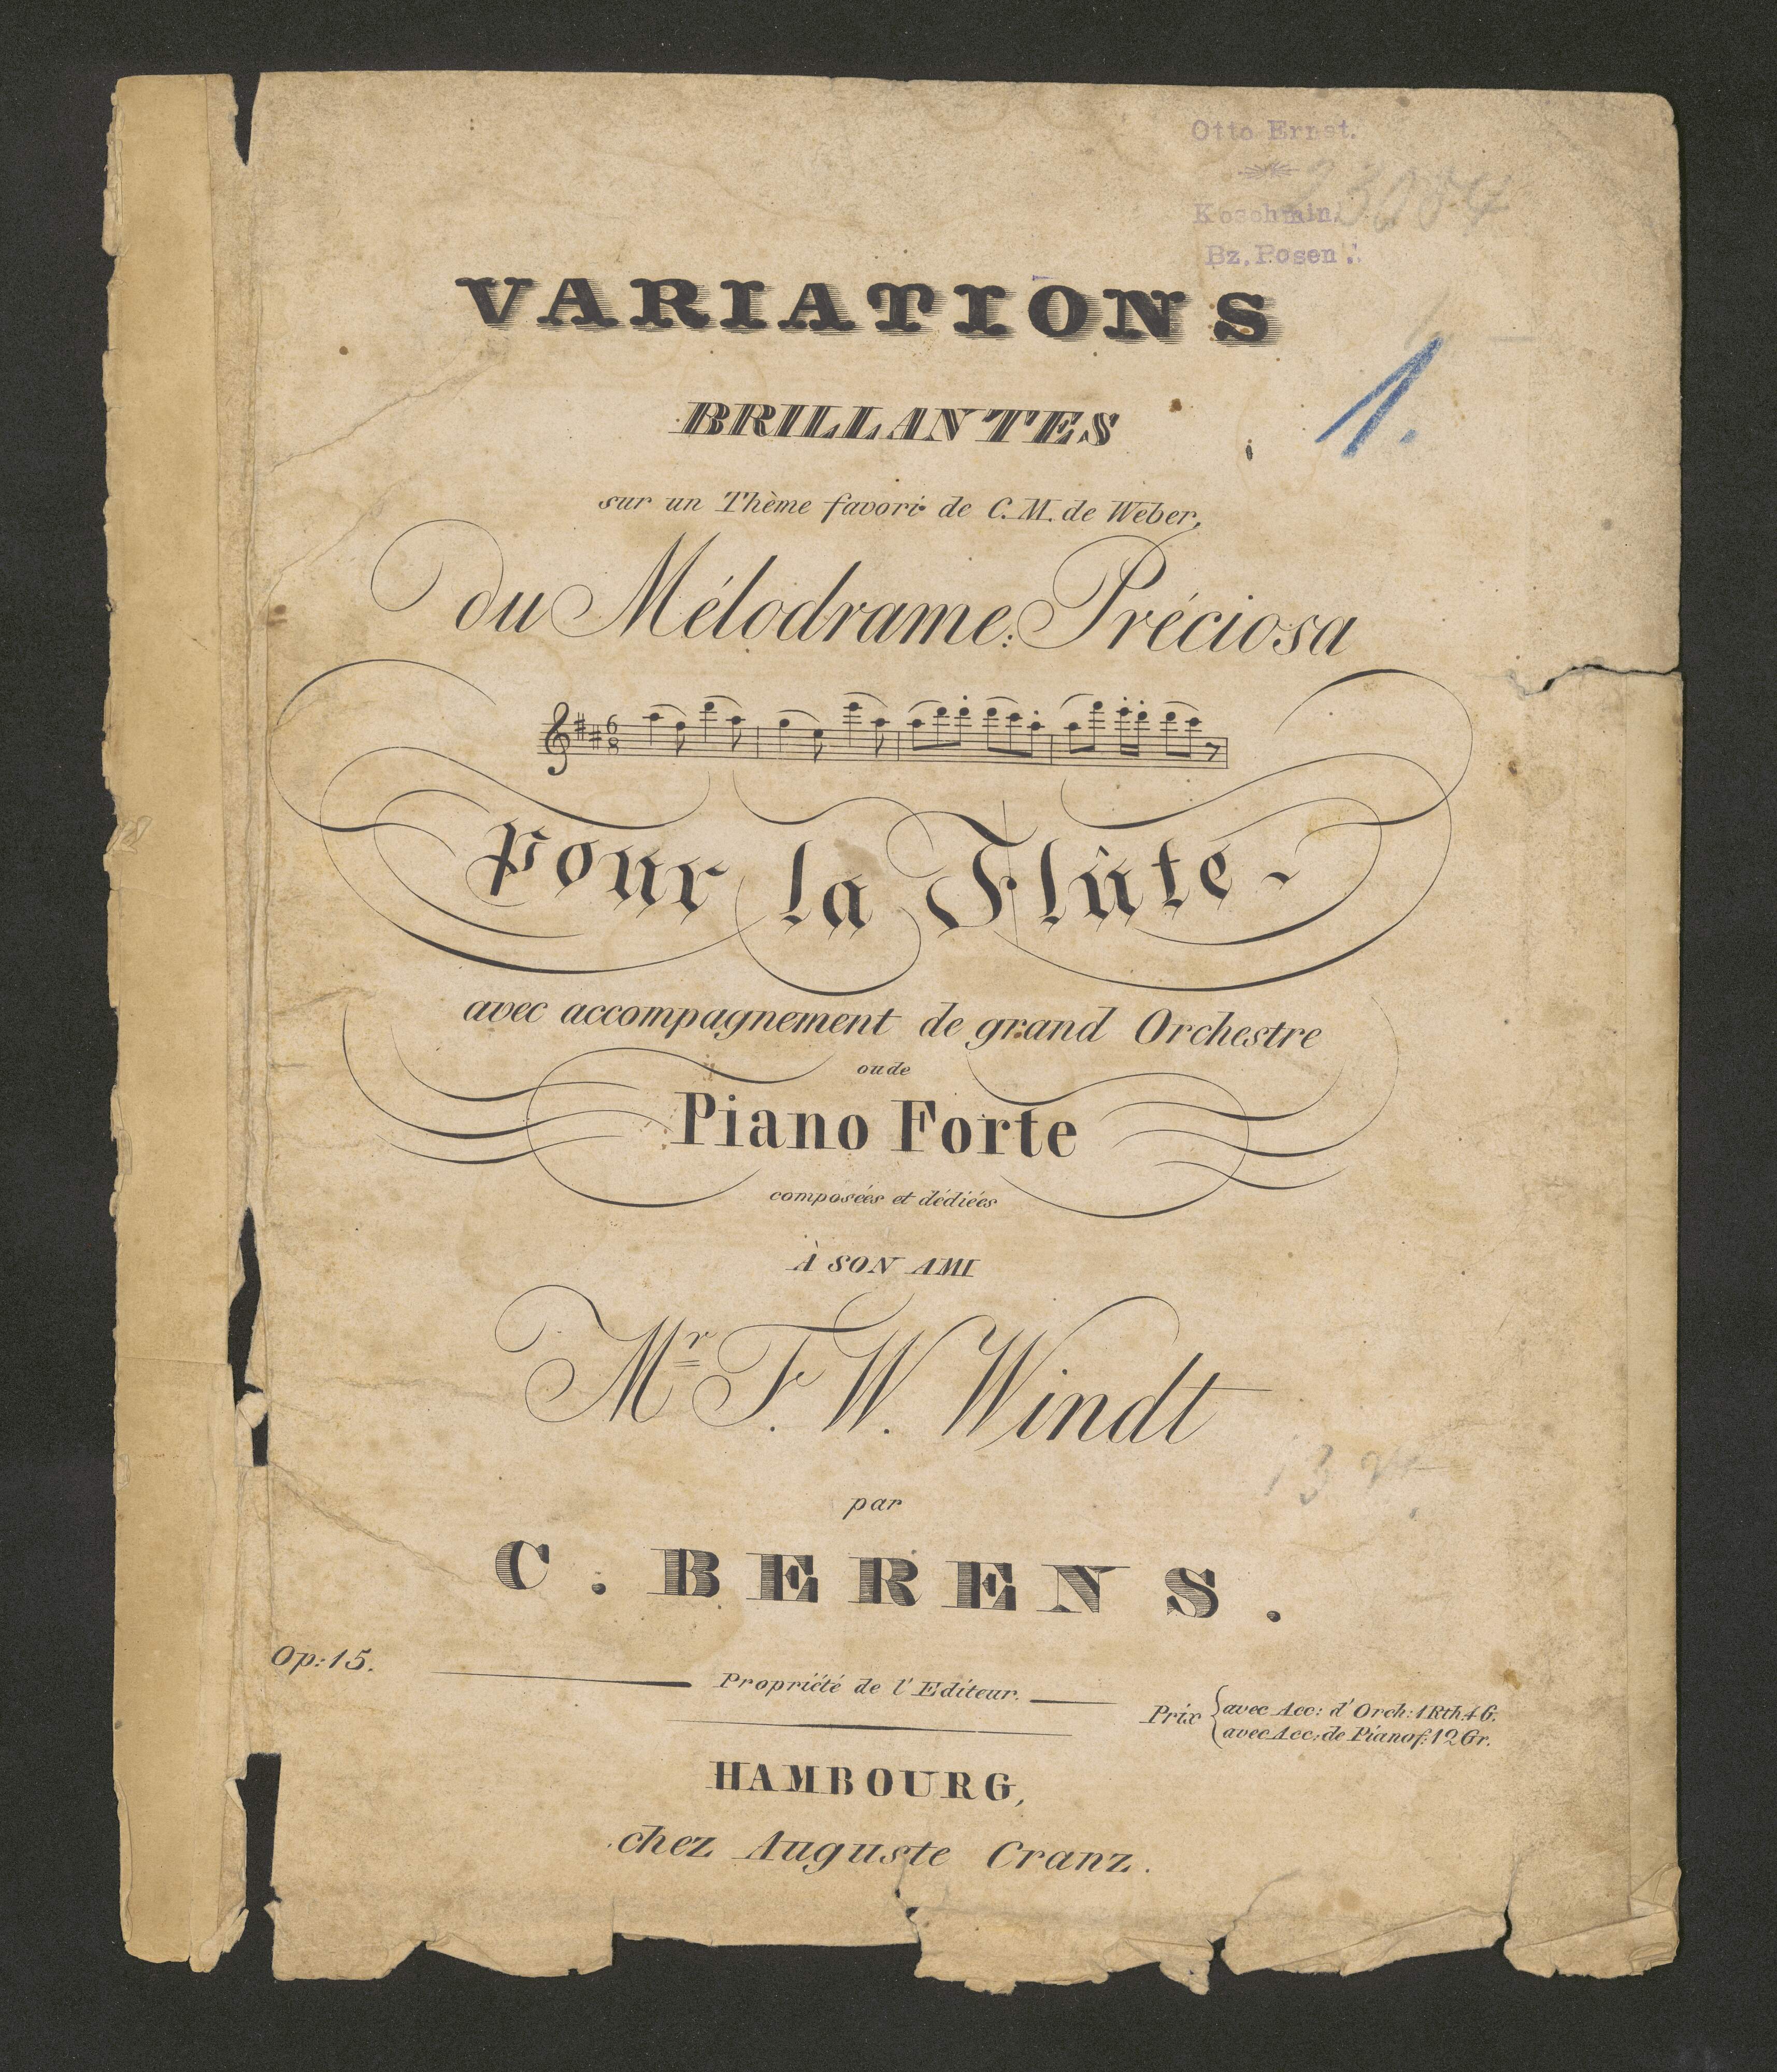 Otto Ernst.
Koschmin.
Bz. Posen.
VARIATIONS
1.
BRILLANTES
sur un Thème favori de C. M. de Weber,
du Mélodrame: Préciosa
6
8
Pour la Flûte
avec accompagnement de grand Orchestre
ou de
Piano Forte
composées et dédiées
À SON AMI
Mr F. W. Windt
par
C. BERENS.
Op: 15.
Propriété de l'Editeur.
Prix avec Acc: d'Orch: 1 Rth. 4 G.
avec Acc: de Pianof: 12 Gr.
HAMBOURG,
chez Auguste Cranz.